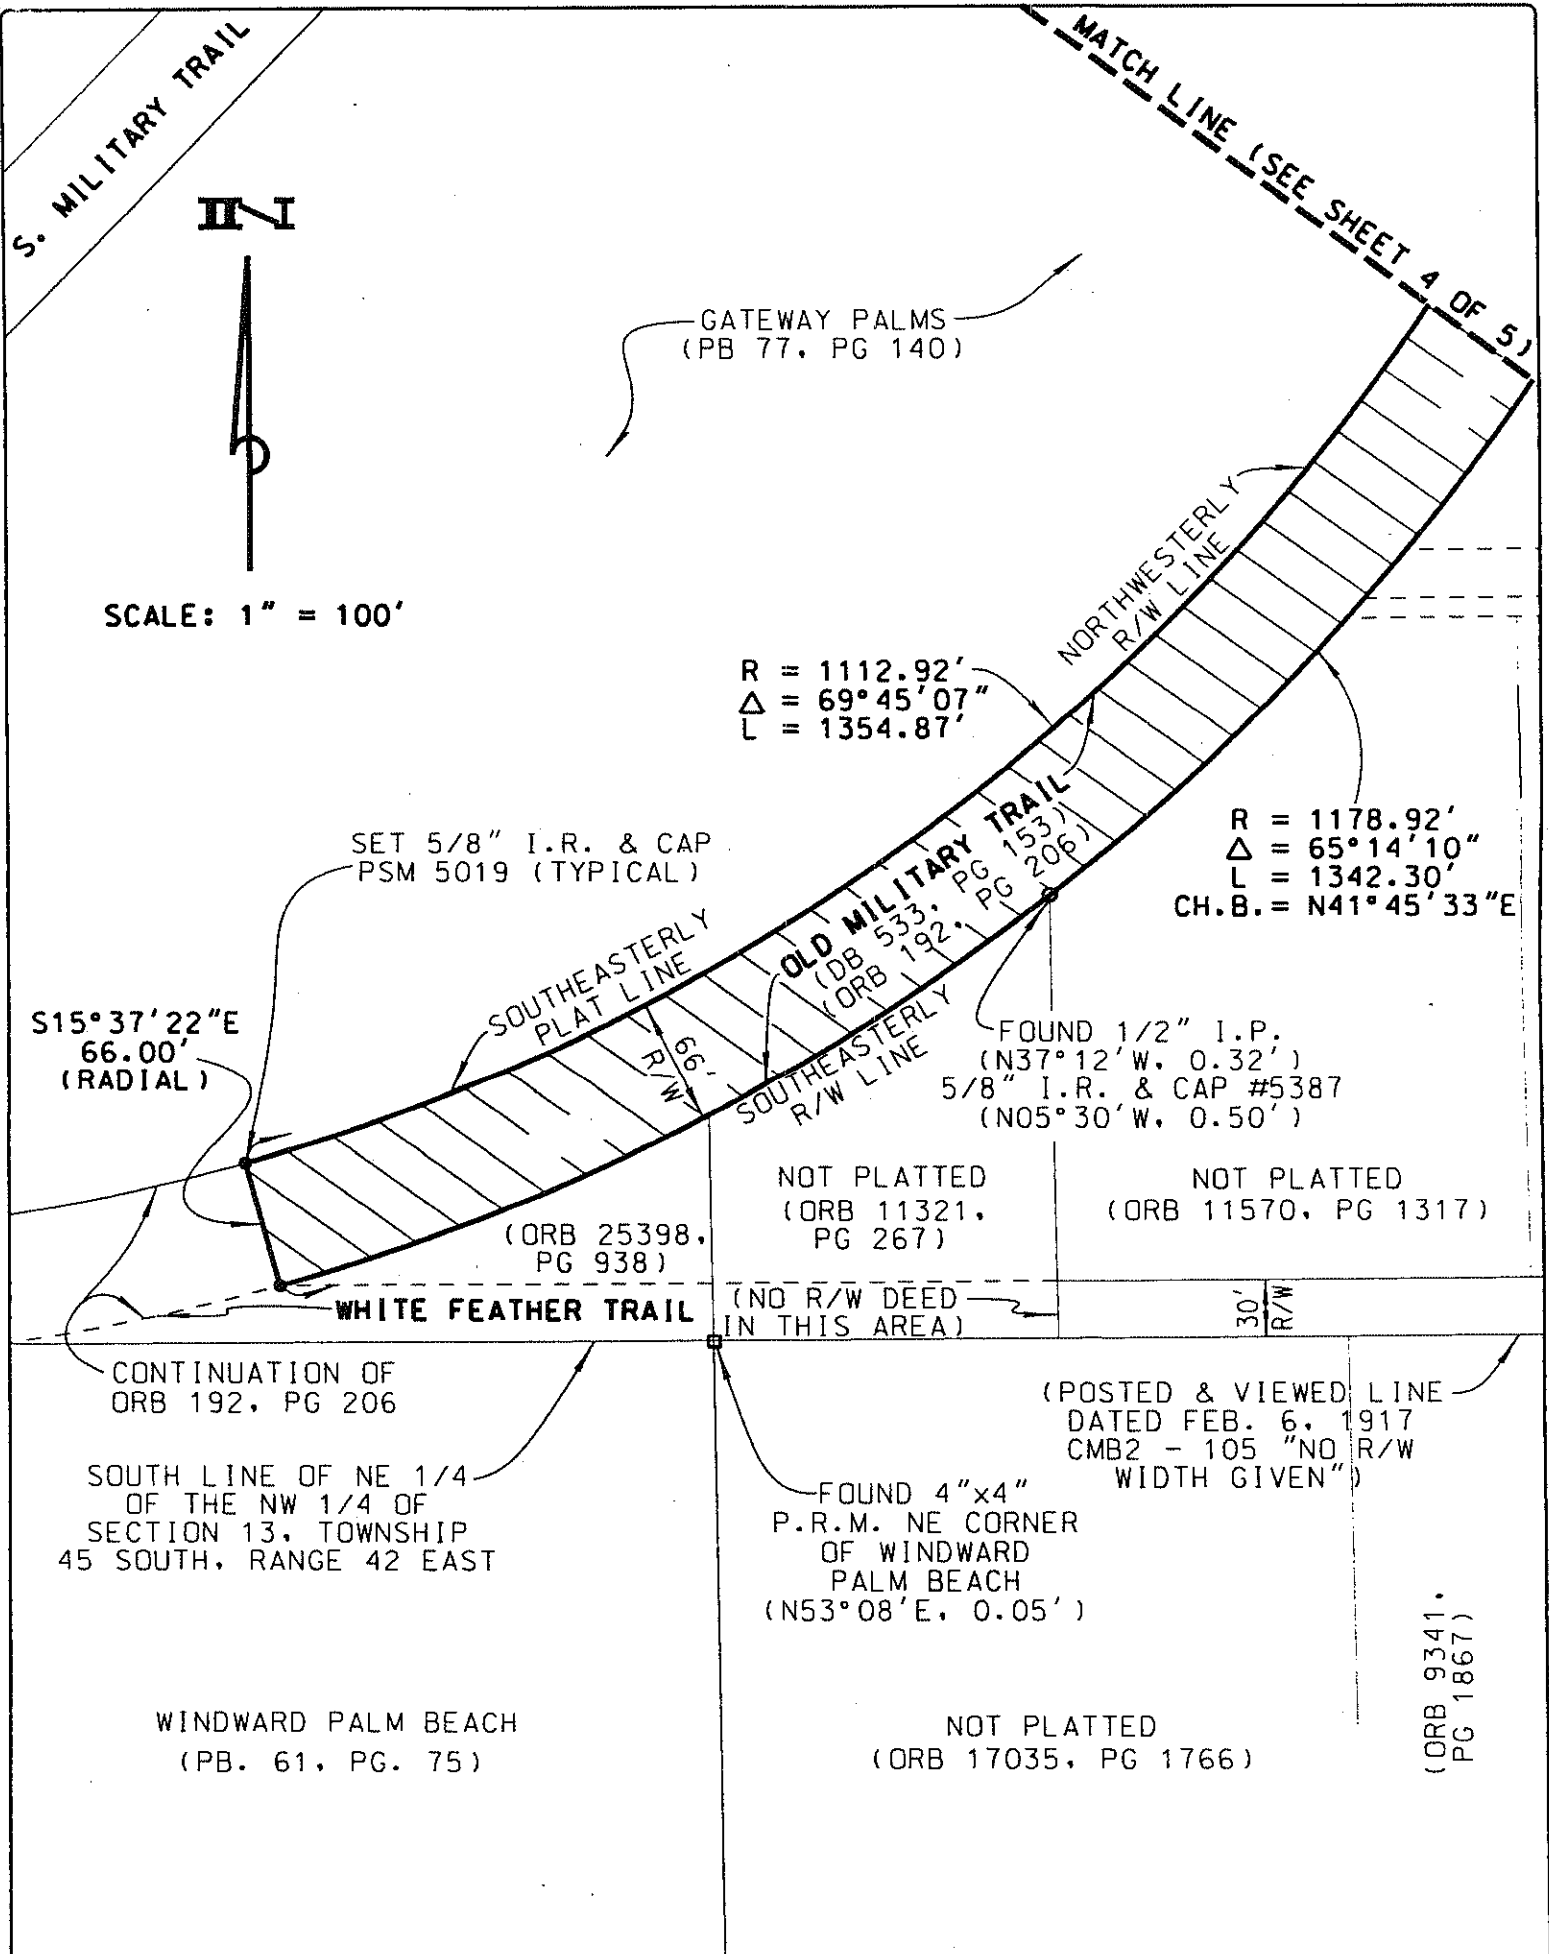 S. MILITARY TRAIL
MATCH LINE (SEE SHEET 4 OF 5)
N
GATEWAY PALMS
(PB 77, PG 140)
SCALE: 1" = 100'
NORTHWESTERLY
R/W LINE
R = 1112.92'
Δ = 69°45'07"
L = 1354.87'
R = 1178.92'
Δ = 65°14'10"
L = 1342.30'
CH.B.= N41°45'33"E
SET 5/8" I.R. & CAP
PSM 5019 (TYPICAL)
OLD MILITARY TRAIL
(DB 533, PG 153)
(ORB 192, PG 206)
SOUTHEASTERLY
PLAT LINE
S15°37'22"E
66.00'
(RADIAL)
66'
R/W
SOUTHEASTERLY
R/W LINE
FOUND 1/2" I.P.
(N37°12'W, 0.32')
5/8" I.R. & CAP #5387
(N05°30'W, 0.50')
NOT PLATTED
(ORB 11321,
PG 267)
NOT PLATTED
(ORB 11570, PG 1317)
(ORB 25398,
PG 938)
WHITE FEATHER TRAIL
(NO R/W DEED
IN THIS AREA)
30'
R/W
CONTINUATION OF
ORB 192, PG 206
(POSTED & VIEWED LINE
DATED FEB. 6, 1917
CMB2 - 105 "NO R/W
WIDTH GIVEN")
SOUTH LINE OF NE 1/4
OF THE NW 1/4 OF
SECTION 13, TOWNSHIP
45 SOUTH, RANGE 42 EAST
FOUND 4"x4"
P.R.M. NE CORNER
OF WINDWARD
PALM BEACH
(N53°08'E, 0.05')
(ORB 9341,
PG 1867)
WINDWARD PALM BEACH
(PB. 61, PG. 75)
NOT PLATTED
(ORB 17035, PG 1766)